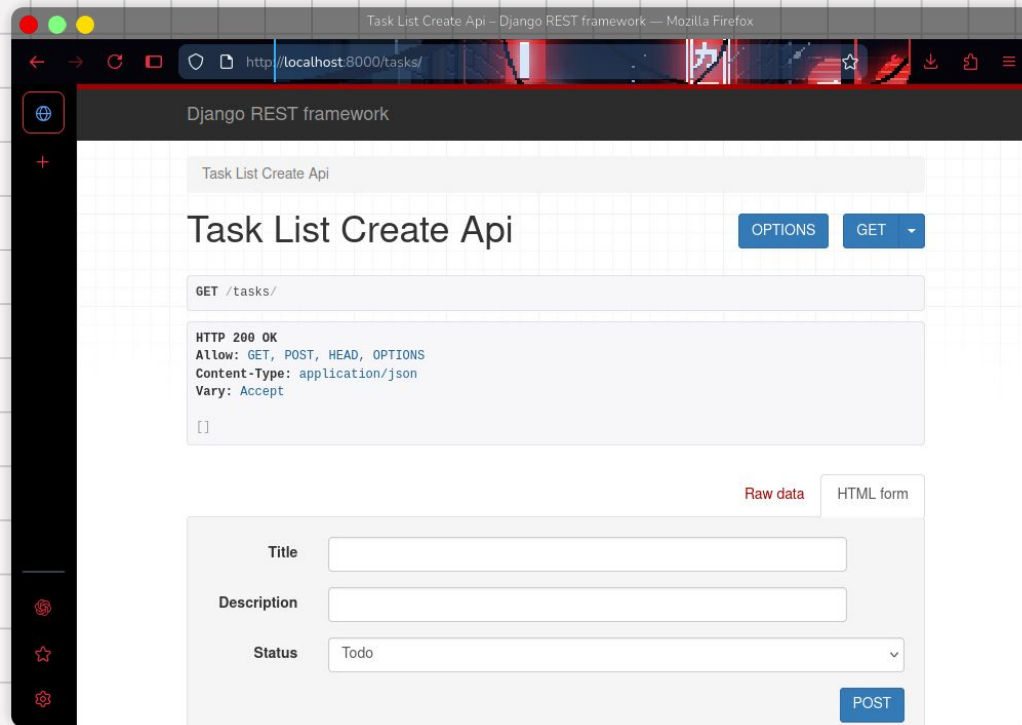 Task List Create Api – Django REST framework — Mozilla Firefox
http://localhost:8000/tasks/
カ
Django REST framework
Task List Create Api
Task List Create Api
OPTIONS
GET
GET /tasks/
HTTP 200 OK
Allow: GET, POST, HEAD, OPTIONS
Content-Type: application/json
Vary: Accept
[]
Raw data
HTML form
Title
Description
Status
Todo
POST